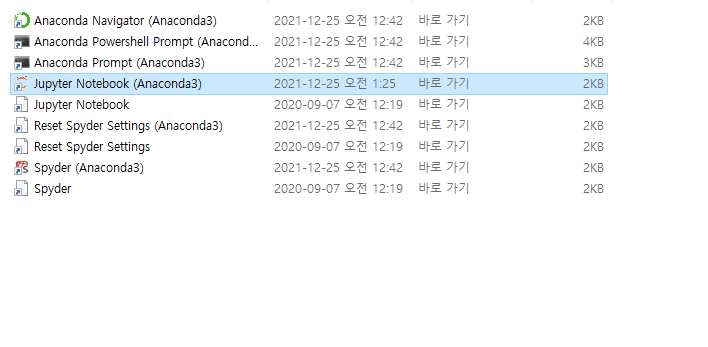 Anaconda Navigator (Anaconda3) 2021-12-25 오전 12:42 바로 가기 2KB
Anaconda Powershell Prompt (Anacond... 2021-12-25 오전 12:42 바로 가기 4KB
Anaconda Prompt (Anaconda3) 2021-12-25 오전 12:42 바로 가기 3KB
Jupyter Notebook (Anaconda3) 2021-12-25 오전 1:25 바로 가기 2KB
Jupyter Notebook 2020-09-07 오전 12:19 바로 가기 2KB
Reset Spyder Settings (Anaconda3) 2021-12-25 오전 12:42 바로 가기 2KB
Reset Spyder Settings 2020-09-07 오전 12:19 바로 가기 2KB
Spyder (Anaconda3) 2021-12-25 오전 12:42 바로 가기 2KB
Spyder 2020-09-07 오전 12:19 바로 가기 2KB